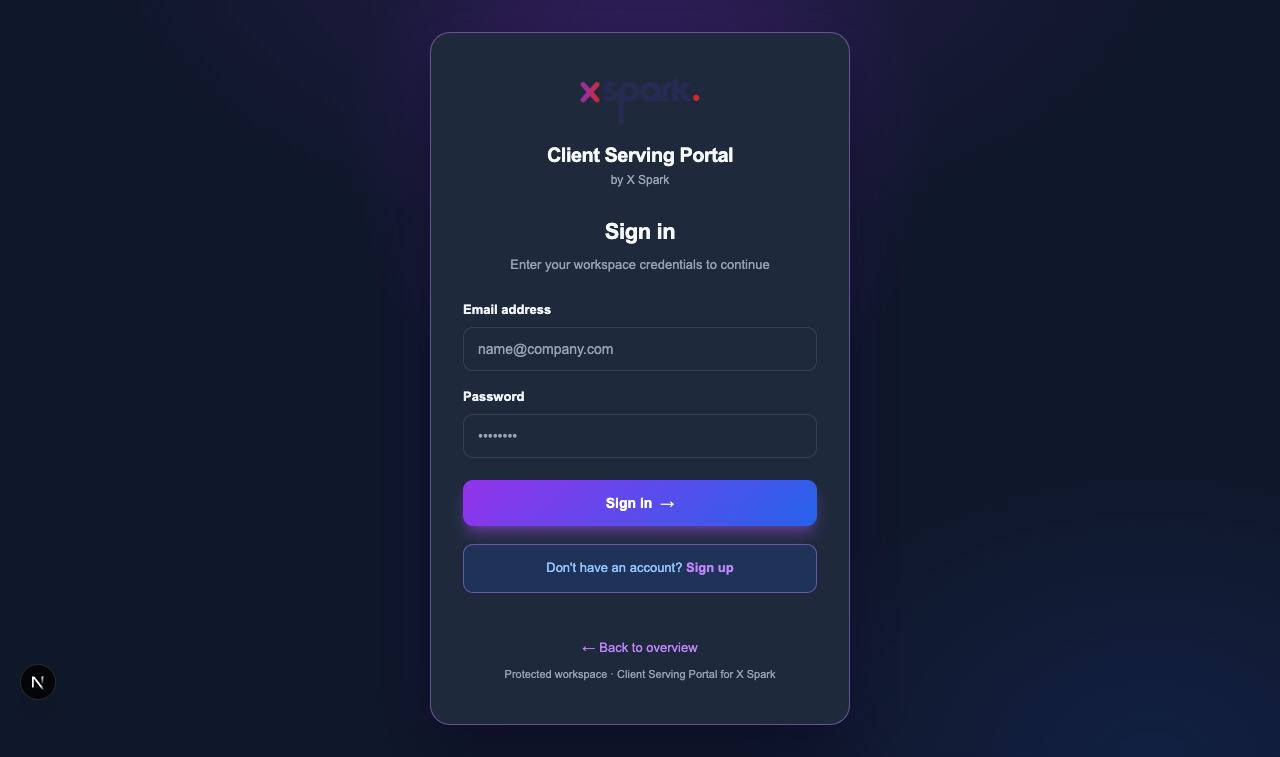 xspark.
Client Serving Portal
by X Spark
Sign in
Enter your workspace credentials to continue
Email address
name@company.com
Password
••••••••
Sign in →
Don't have an account? Sign up
← Back to overview
Protected workspace · Client Serving Portal for X Spark
N